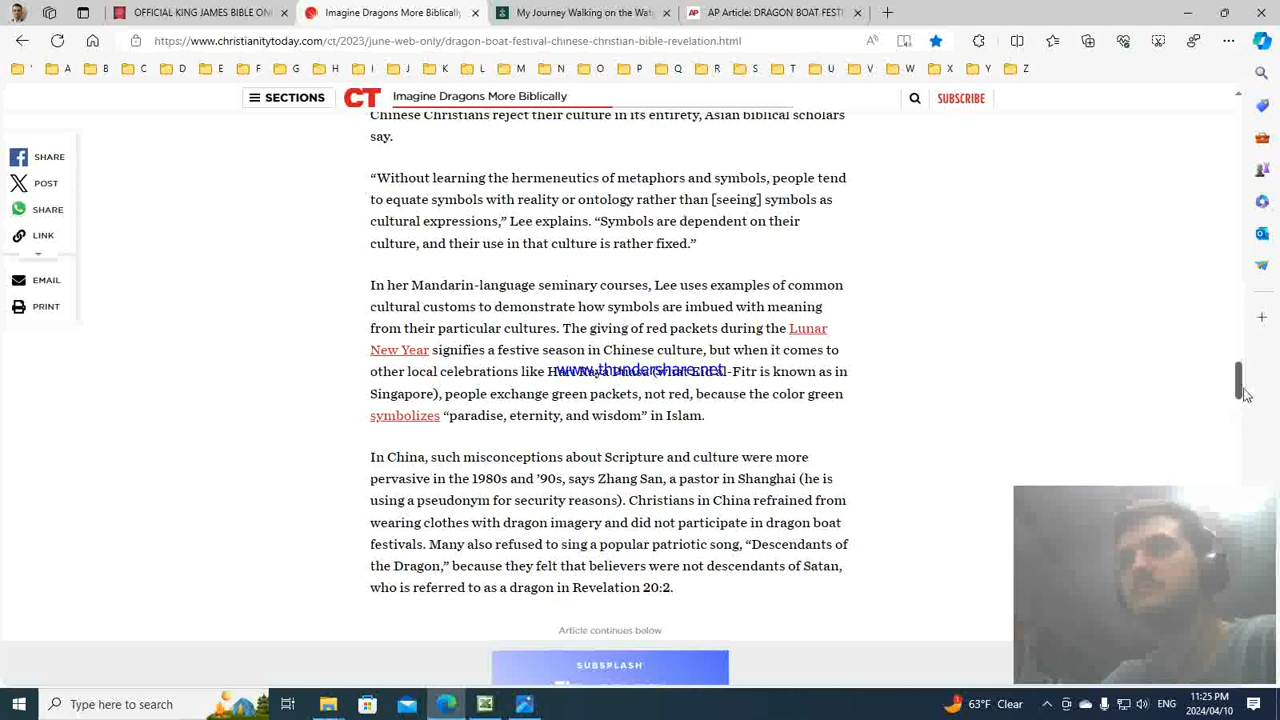 OFFICIAL KING JAMES BIBLE ONL
Imagine Dragons More Biblically
My Journey Walking on the Wat
AP Articles DRAGON BOAT FESTI
https://www.christianitytoday.com/ct/2023/june-web-only/dragon-boat-festival-chinese-christian-bible-revelation.html
' A B C D E F G H I J K L M N O P Q R S T U V W X Y Z
SECTIONS CT Imagine Dragons More Biblically SUBSCRIBE
SHARE
POST
SHARE
LINK
EMAIL
PRINT
Chinese Christians reject their culture in its entirety, Asian biblical scholars
say.
“Without learning the hermeneutics of metaphors and symbols, people tend
to equate symbols with reality or ontology rather than [seeing] symbols as
cultural expressions,” Lee explains. “Symbols are dependent on their
culture, and their use in that culture is rather fixed.”
In her Mandarin-language seminary courses, Lee uses examples of common
cultural customs to demonstrate how symbols are imbued with meaning
from their particular cultures. The giving of red packets during the Lunar
New Year signifies a festive season in Chinese culture, but when it comes to
other local celebrations like Hari Raya Puasa (what Eid al-Fitr is known as in
www.thundershare.net
Singapore), people exchange green packets, not red, because the color green
symbolizes “paradise, eternity, and wisdom” in Islam.
In China, such misconceptions about Scripture and culture were more
pervasive in the 1980s and ’90s, says Zhang San, a pastor in Shanghai (he is
using a pseudonym for security reasons). Christians in China refrained from
wearing clothes with dragon imagery and did not participate in dragon boat
festivals. Many also refused to sing a popular patriotic song, “Descendants of
the Dragon,” because they felt that believers were not descendants of Satan,
who is referred to as a dragon in Revelation 20:2.
Article continues below
SUBSPLASH
Type here to search
63°F Clear
ENG
11:25 PM
2024/04/10